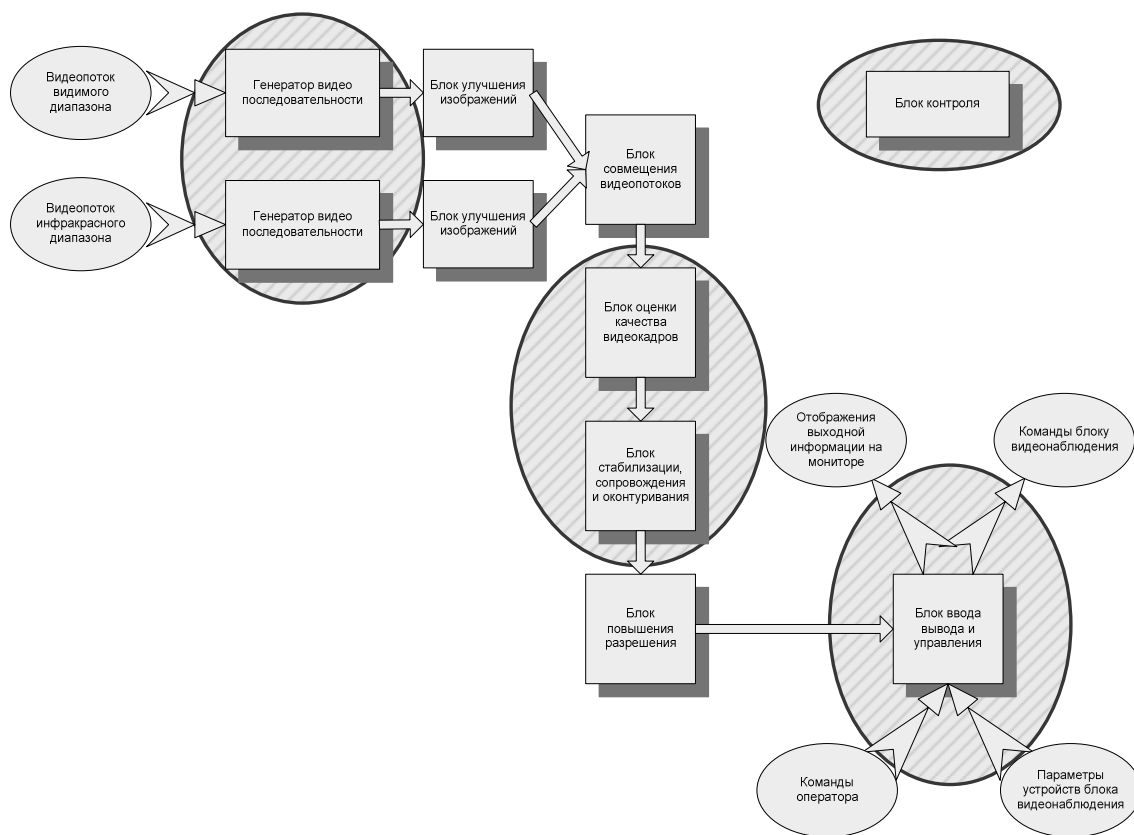 Видеопоток
видимого
диапазона
Генератор видео
последовательности
Блок улучшения
изображений
Блок контроля
Видеопоток
инфракрасного
диапазона
Генератор видео
последовательности
Блок улучшения
изображений
Блок
совмещения
видеопотоков
Блок оценки
качества
видеокадров
Блок
стабилизации,
сопровождения
и оконтуривания
Отображения
выходной
информации на
мониторе
Команды блоку
видеонаблюдения
Блок
повышения
разрешения
Блок ввода
вывода и
управления
Команды
оператора
Параметры
устройств блока
видеонаблюдения